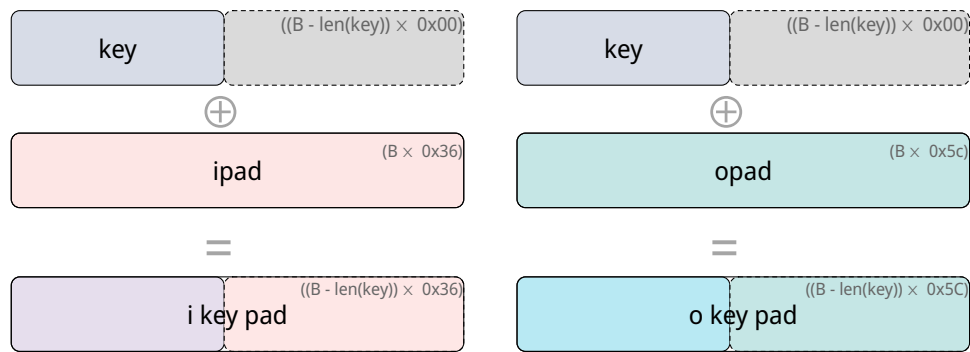 key ((B - len(key)) × 0x00)
⊕
ipad (B × 0x36)
=
i key pad ((B - len(key)) × 0x36)
key ((B - len(key)) × 0x00)
⊕
opad (B × 0x5c)
=
o key pad ((B - len(key)) × 0x5C)